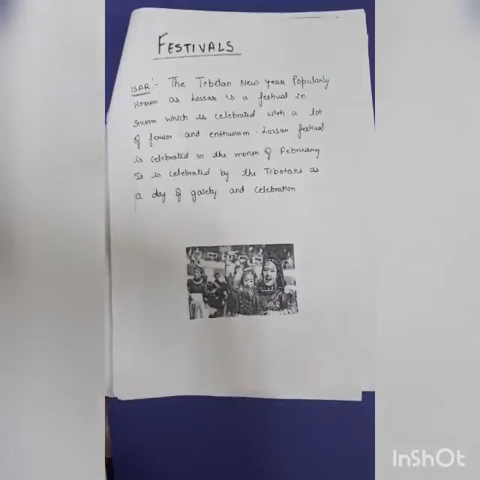 FESTIVALS
OSAR :- The Tibetan New year Popularly
known as Lossar is a festival in
Sikkim which is celebrated with a lot
of fervor and enthusiam. Lossar festival
is celebrated in the month of February
It is celebrated by the Tibetans as
a day of gaiety and celebration
InShOt